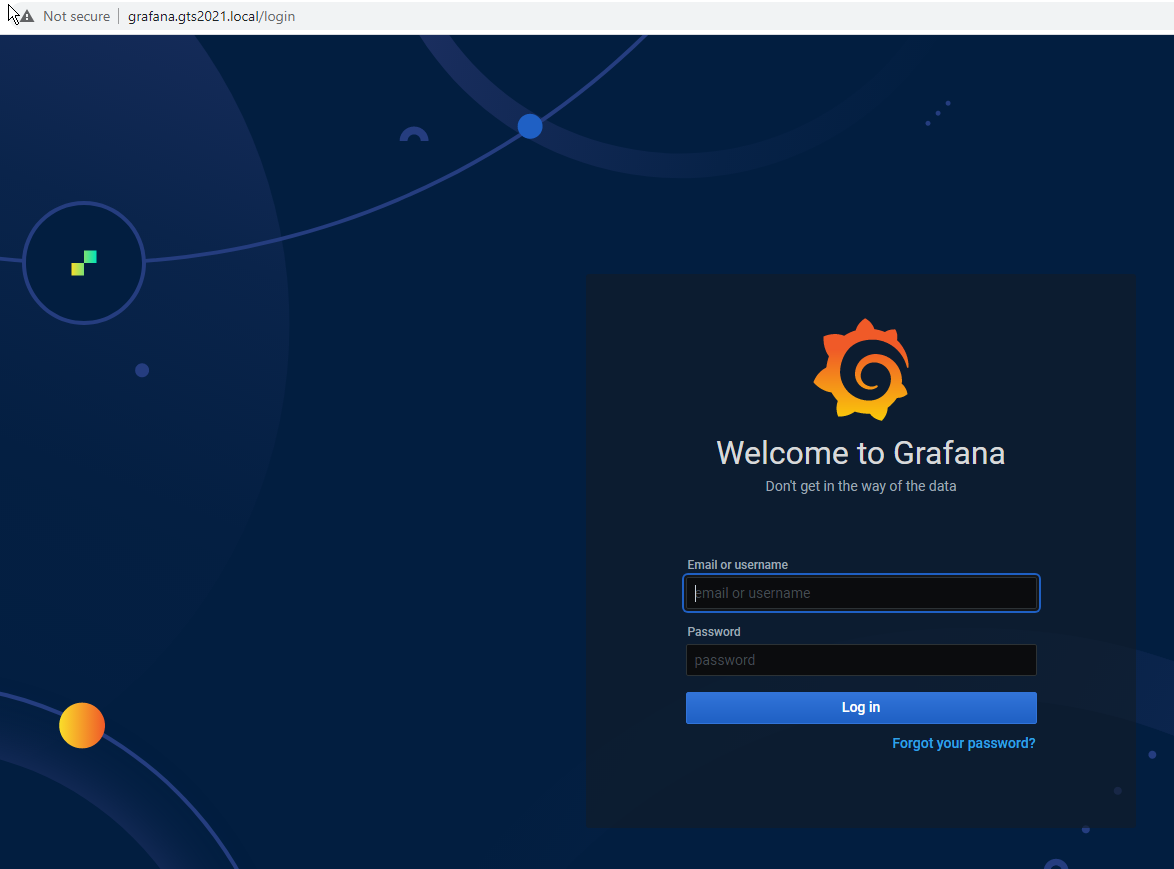 Not secure grafana.gts2021.local/login
Welcome to Grafana
Don't get in the way of the data
Email or username
email or username
Password
password
Log in
Forgot your password?